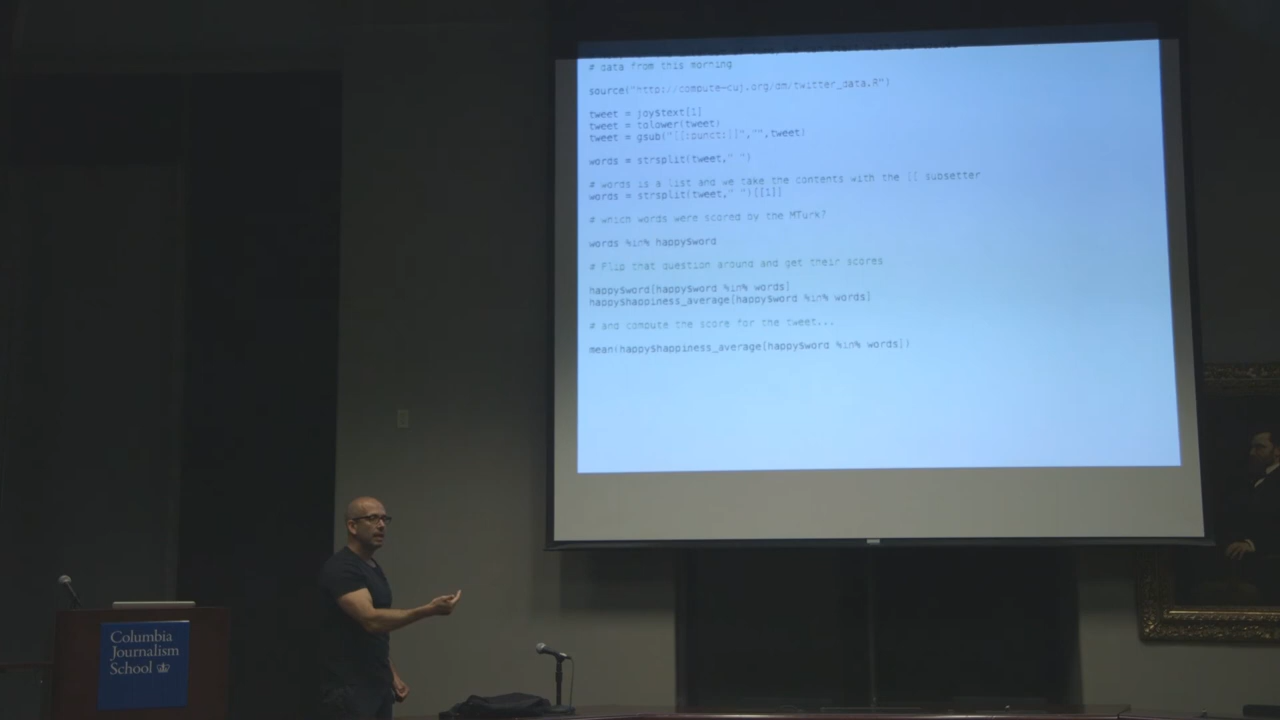 # data from this morning
source("http://compute-cuj.org/dm/twitter_data.R")
tweet = joy$text[1]
tweet = tolower(tweet)
tweet = gsub("[[:punct:]]","",tweet)
words = strsplit(tweet," ")
# words is a list and we take the contents with the [[ subsetter
words = strsplit(tweet," ")[[1]]
# which words were scored by the MTurk?
words %in% happy$word
# Flip that question around and get their scores
happy$word[happy$word %in% words]
happy$happiness_average[happy$word %in% words]
# and compute the score for the tweet...
mean(happy$happiness_average[happy$word %in% words])
Columbia
Journalism
School